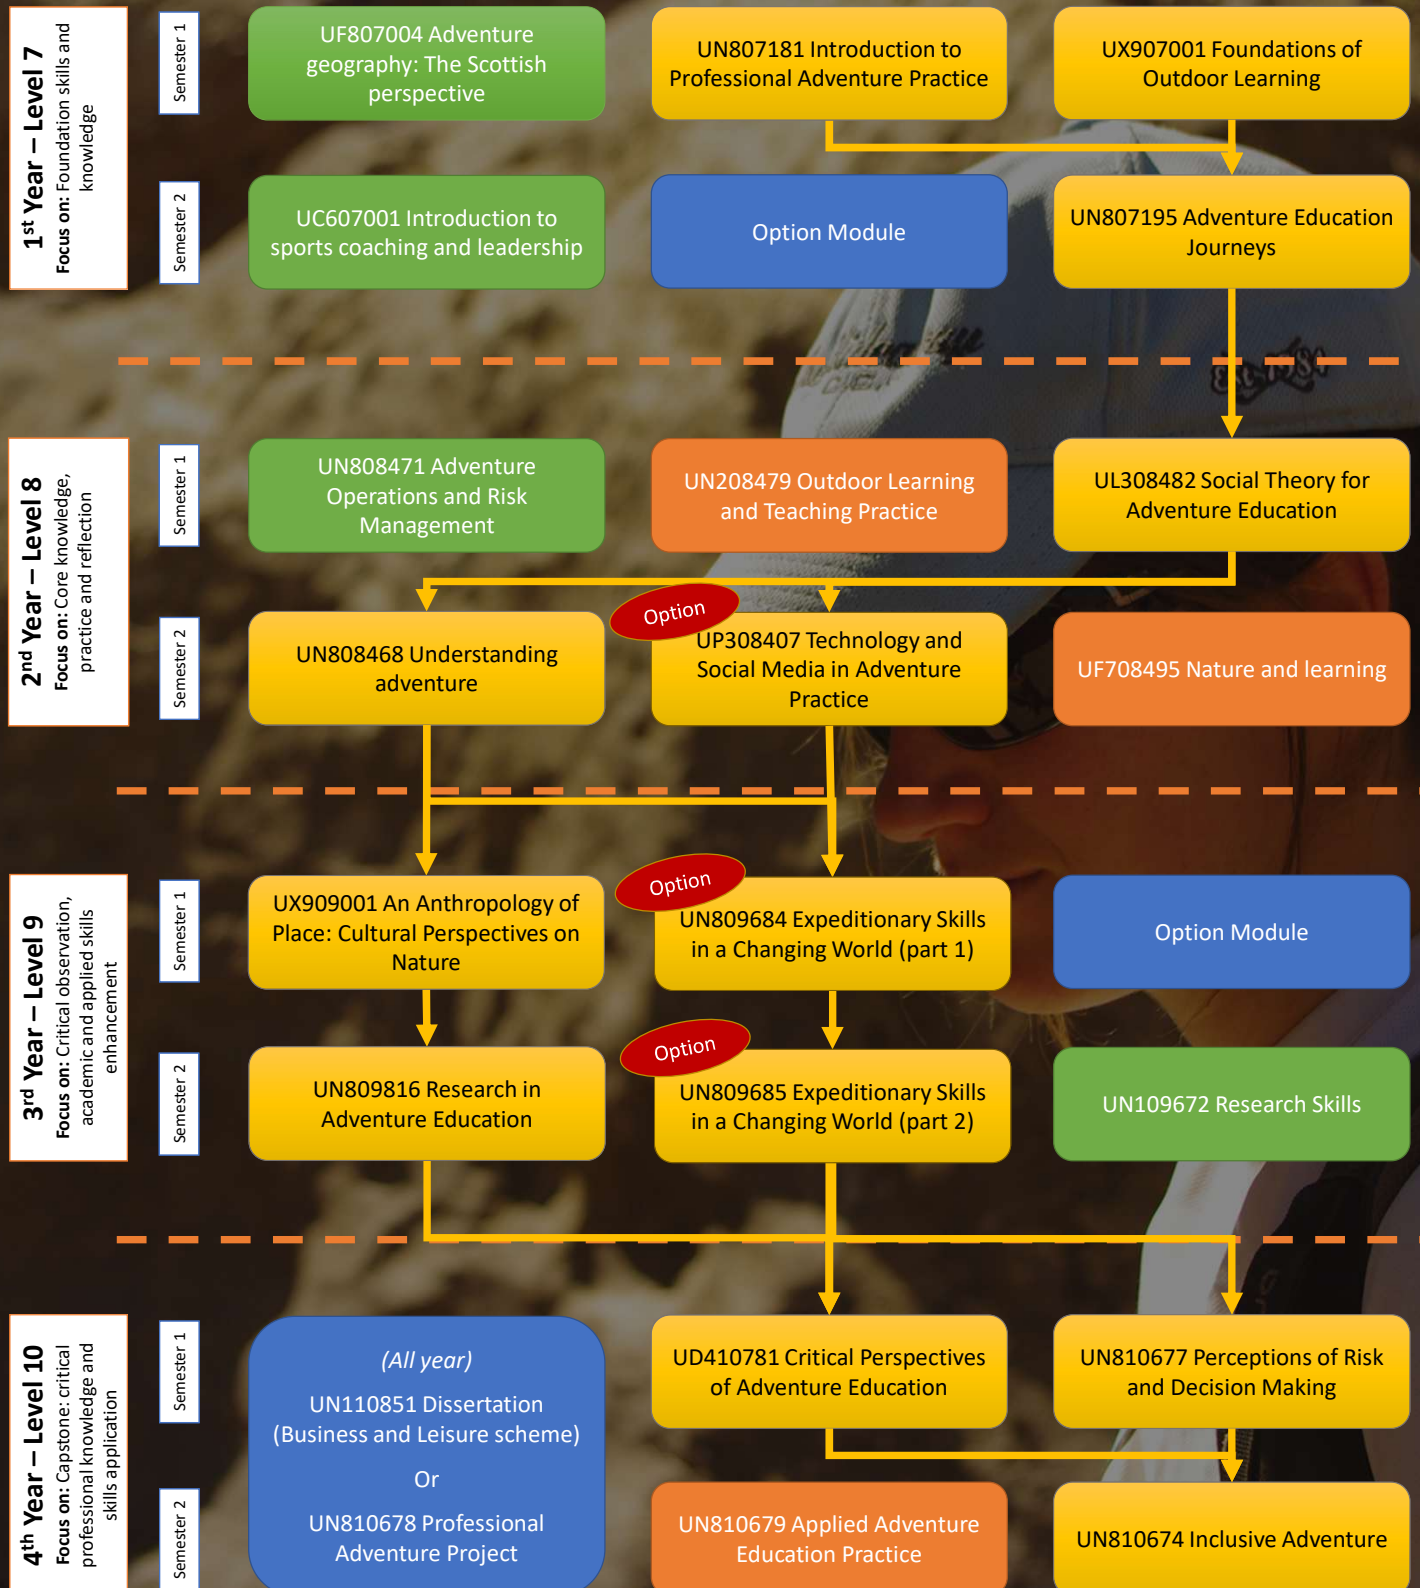 1st Year – Level 7
Focus on: Foundation skills and
knowledge
Semester 1
UF807004 Adventure
geography: The Scottish
perspective
UN807181 Introduction to
Professional Adventure Practice
UX907001 Foundations of
Outdoor Learning
Semester 2
UC607001 Introduction to
sports coaching and leadership
Option Module
UN807195 Adventure Education
Journeys
2nd Year – Level 8
Focus on: Core knowledge,
practice and reflection
Semester 1
UN808471 Adventure
Operations and Risk
Management
UN208479 Outdoor Learning
and Teaching Practice
UL308482 Social Theory for
Adventure Education
Semester 2
UN808468 Understanding
adventure
Option
UP308407 Technology and
Social Media in Adventure
Practice
UF708495 Nature and learning
3rd Year – Level 9
Focus on: Critical observation,
academic and applied skills
enhancement
Semester 1
UX909001 An Anthropology of
Place: Cultural Perspectives on
Nature
Option
UN809684 Expeditionary Skills
in a Changing World (part 1)
Option Module
Semester 2
UN809816 Research in
Adventure Education
Option
UN809685 Expeditionary Skills
in a Changing World (part 2)
UN109672 Research Skills
4th Year – Level 10
Focus on: Capstone: critical
professional knowledge and
skills application
Semester 1
(All year)
UN110851 Dissertation
(Business and Leisure scheme)
Or
UN810678 Professional
Adventure Project
UD410781 Critical Perspectives
of Adventure Education
UN810677 Perceptions of Risk
and Decision Making
Semester 2
UN810679 Applied Adventure
Education Practice
UN810674 Inclusive Adventure